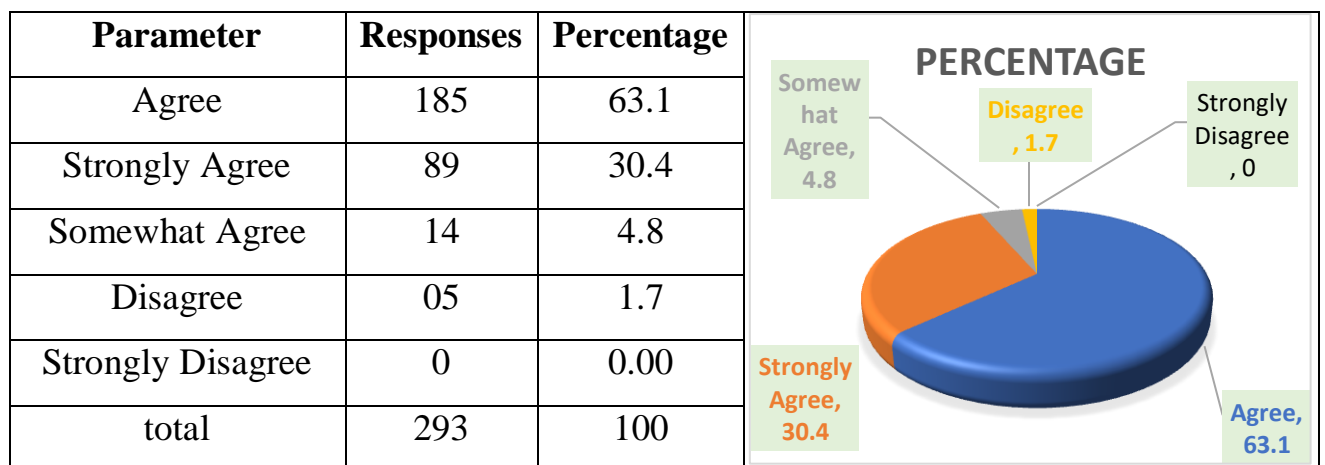 Parameter Responses Percentage
Agree 185 63.1
Strongly Agree 89 30.4
Somewhat Agree 14 4.8
Disagree 05 1.7
Strongly Disagree 0 0.00
total 293 100
PERCENTAGE
Somew
hat
Agree,
4.8
Disagree
, 1.7
Strongly
Disagree
, 0
Strongly
Agree,
30.4
Agree,
63.1